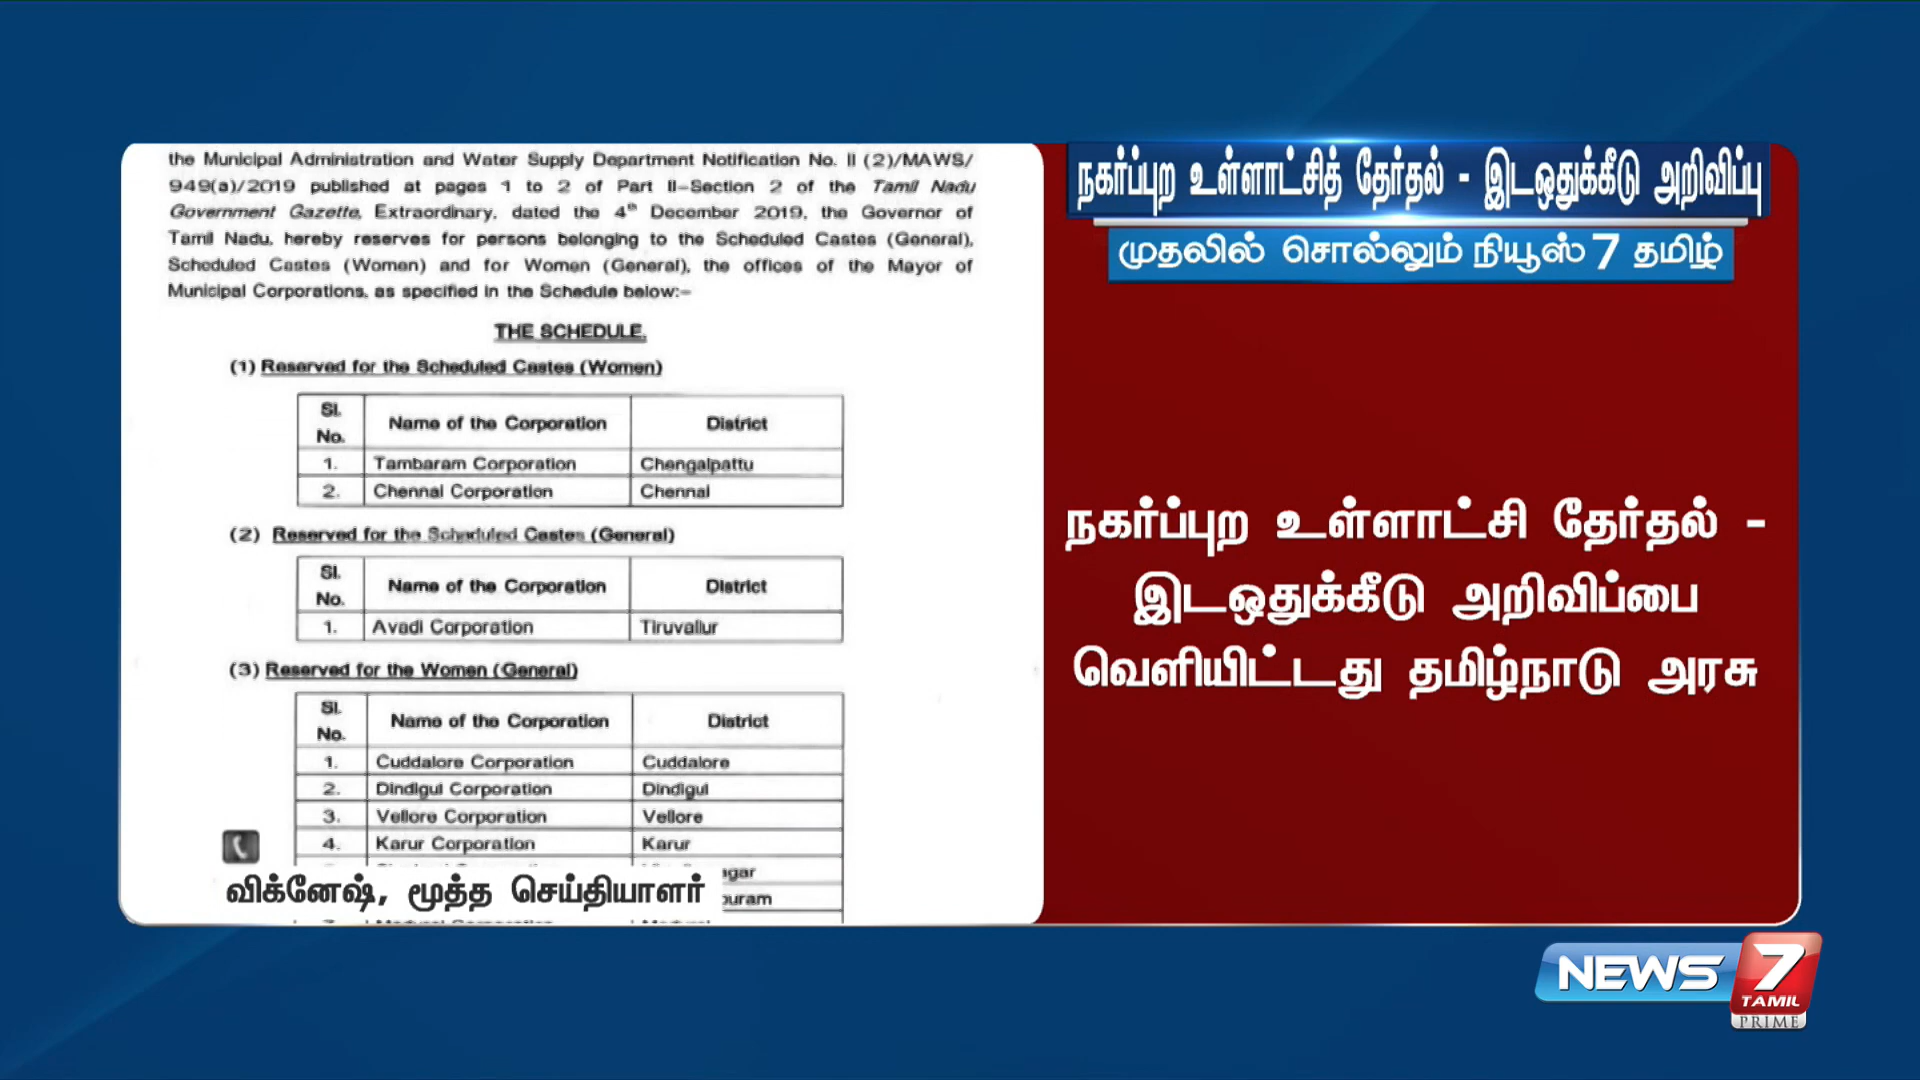 the Municipal Administration and Water Supply Department Notification No. II (2)/MAWS/
949(a)/2019 published at pages 1 to 2 of Part II–Section 2 of the Tamil Nadu
Government Gazette, Extraordinary, dated the 4th December 2019, the Governor of
Tamil Nadu, hereby reserves for persons belonging to the Scheduled Castes (General),
Scheduled Castes (Women) and for Women (General), the offices of the Mayor of
Municipal Corporations, as specified in the Schedule below:–
THE SCHEDULE.
(1) Reserved for the Scheduled Castes (Women)
Sl. No. Name of the Corporation District
1. Tambaram Corporation Chengalpattu
2. Chennai Corporation Chennai
(2) Reserved for the Scheduled Castes (General)
Sl. No. Name of the Corporation District
1. Avadi Corporation Tiruvallur
(3) Reserved for the Women (General)
Sl. No. Name of the Corporation District
1. Cuddalore Corporation Cuddalore
2. Dindigul Corporation Dindigul
3. Vellore Corporation Vellore
4. Karur Corporation Karur
விக்னேஷ், மூத்த செய்தியாளர்
நகர்ப்புற உள்ளாட்சித் தேர்தல் - இடஒதுக்கீடு அறிவிப்பு
முதலில் சொல்லும் நியூஸ் 7 தமிழ்
நகர்ப்புற உள்ளாட்சி தேர்தல் -
இடஒதுக்கீடு அறிவிப்பை
வெளியிட்டது தமிழ்நாடு அரசு
NEWS 7
TAMIL
PRIME